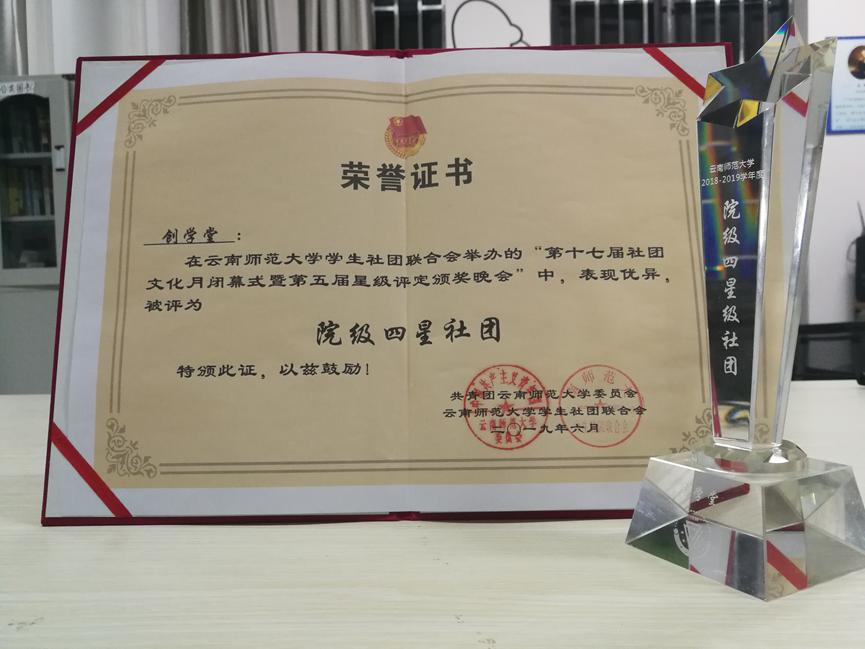 荣誉证书
创学堂：
在云南师范大学学生社团联合会举办的“第十七届社团
文化月闭幕式暨第五届星级评定颁奖晚会”中，表现优异，
被评为
院级四星社团
特颁此证，以兹鼓励！
共青团云南师范大学委员会
云南师范大学学生社团联合会
二〇一九年六月
云南师范大学
2018-2019学年度
院级四星级社团